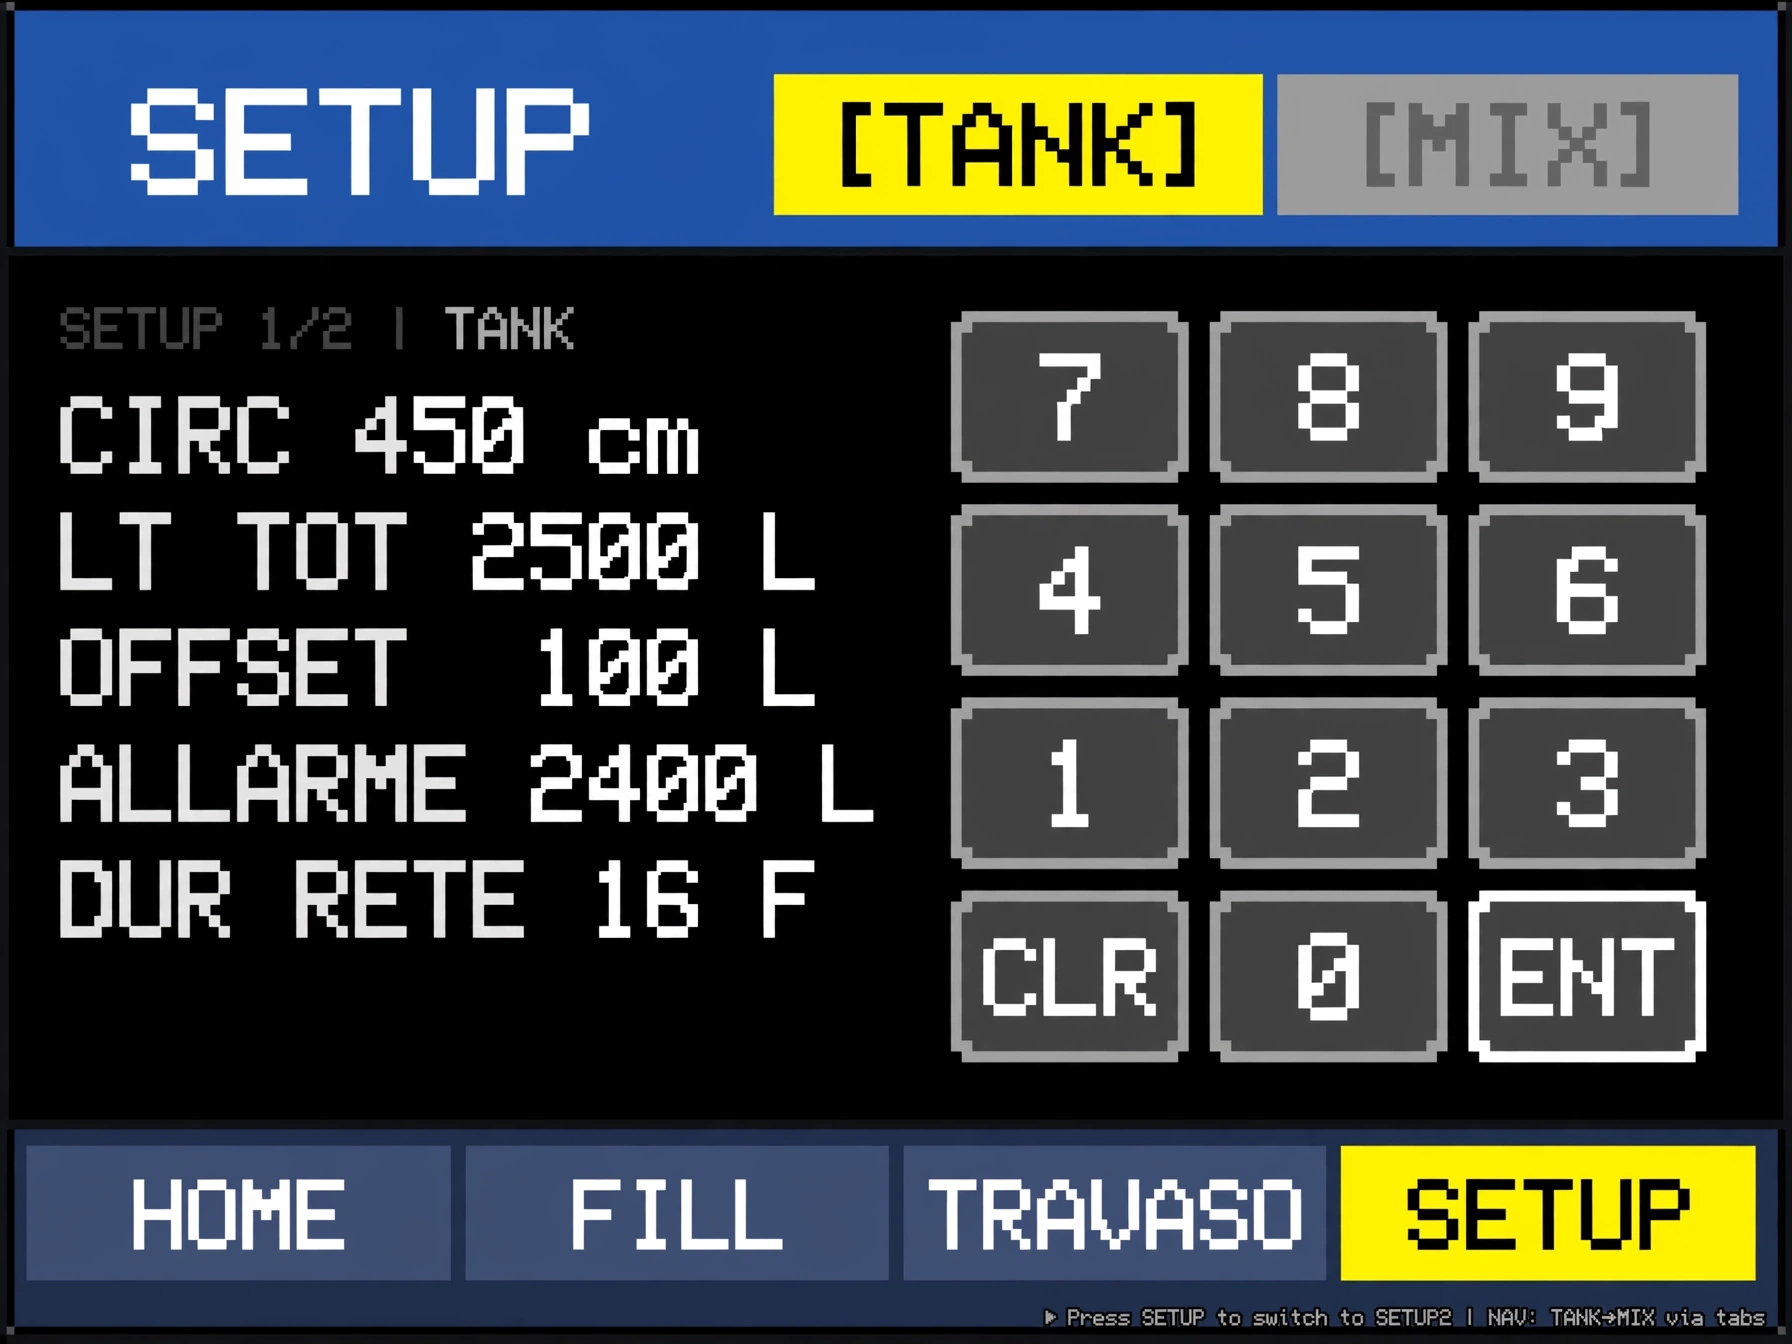 SETUP [TANK] [MIX]
SETUP 1/2 | TANK
CIRC 450 cm
LT TOT 2500 L
OFFSET 100 L
ALLARME 2400 L
DUR RETE 16 F
7 8 9
4 5 6
1 2 3
CLR 0 ENT
HOME FILL TRAVASO SETUP
▶ Press SETUP to switch to SETUP2 | NAV: TANK→MIX via tabs